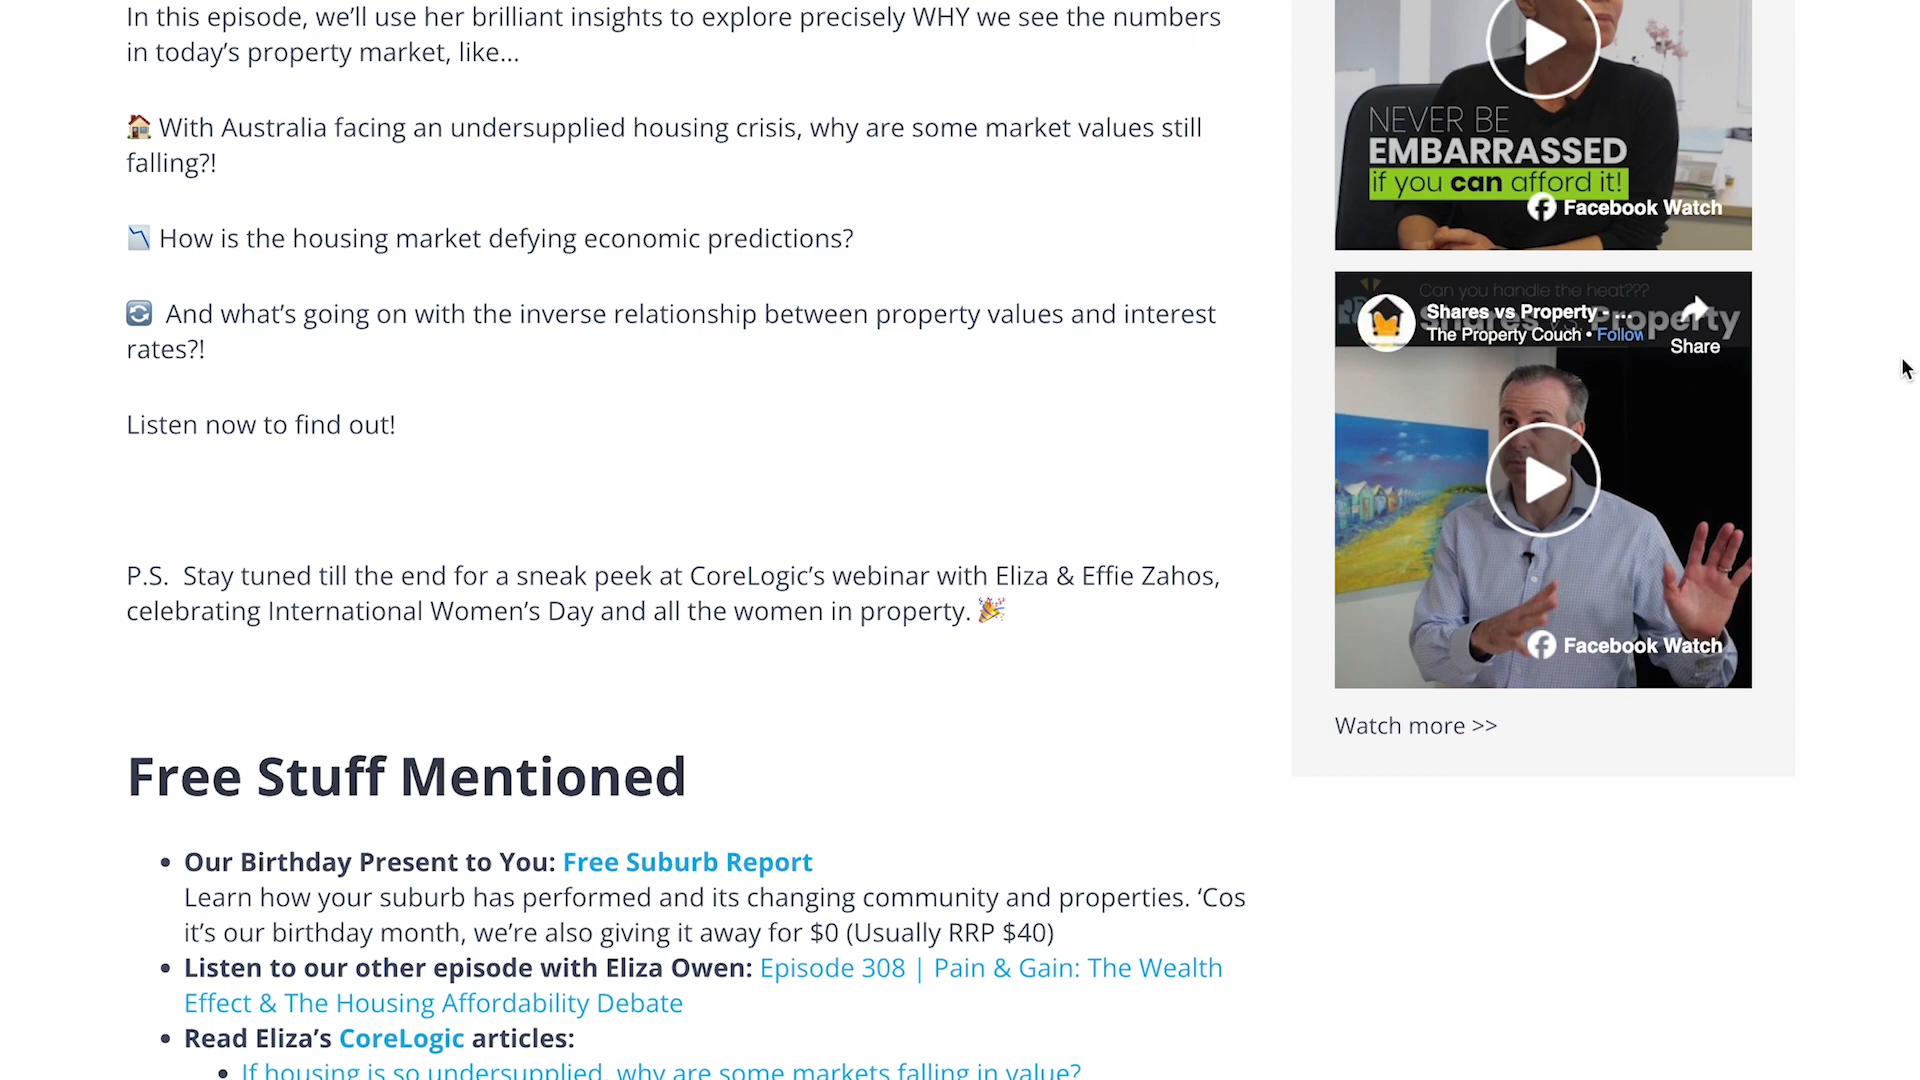 In this episode, we’ll use her brilliant insights to explore precisely WHY we see the numbers
in today’s property market, like…
With Australia facing an undersupplied housing crisis, why are some market values still
falling?!
How is the housing market defying economic predictions?
And what’s going on with the inverse relationship between property values and interest
rates?!
Listen now to find out!
P.S.  Stay tuned till the end for a sneak peek at CoreLogic’s webinar with Eliza & Effie Zahos,
celebrating International Women’s Day and all the women in property.
Free Stuff Mentioned
• Our Birthday Present to You: Free Suburb Report
Learn how your suburb has performed and its changing community and properties. ‘Cos
it’s our birthday month, we’re also giving it away for $0 (Usually RRP $40)
• Listen to our other episode with Eliza Owen: Episode 308 | Pain & Gain: The Wealth
Effect & The Housing Affordability Debate
• Read Eliza’s CoreLogic articles:
• If housing is so undersupplied, why are some markets falling in value?
NEVER BE
EMBARRASSED
if you can afford it!
Facebook Watch
Can you handle the heat???
Shares vs Property
Shares vs Property - ...
The Property Couch • Follow
Share
Facebook Watch
Watch more >>